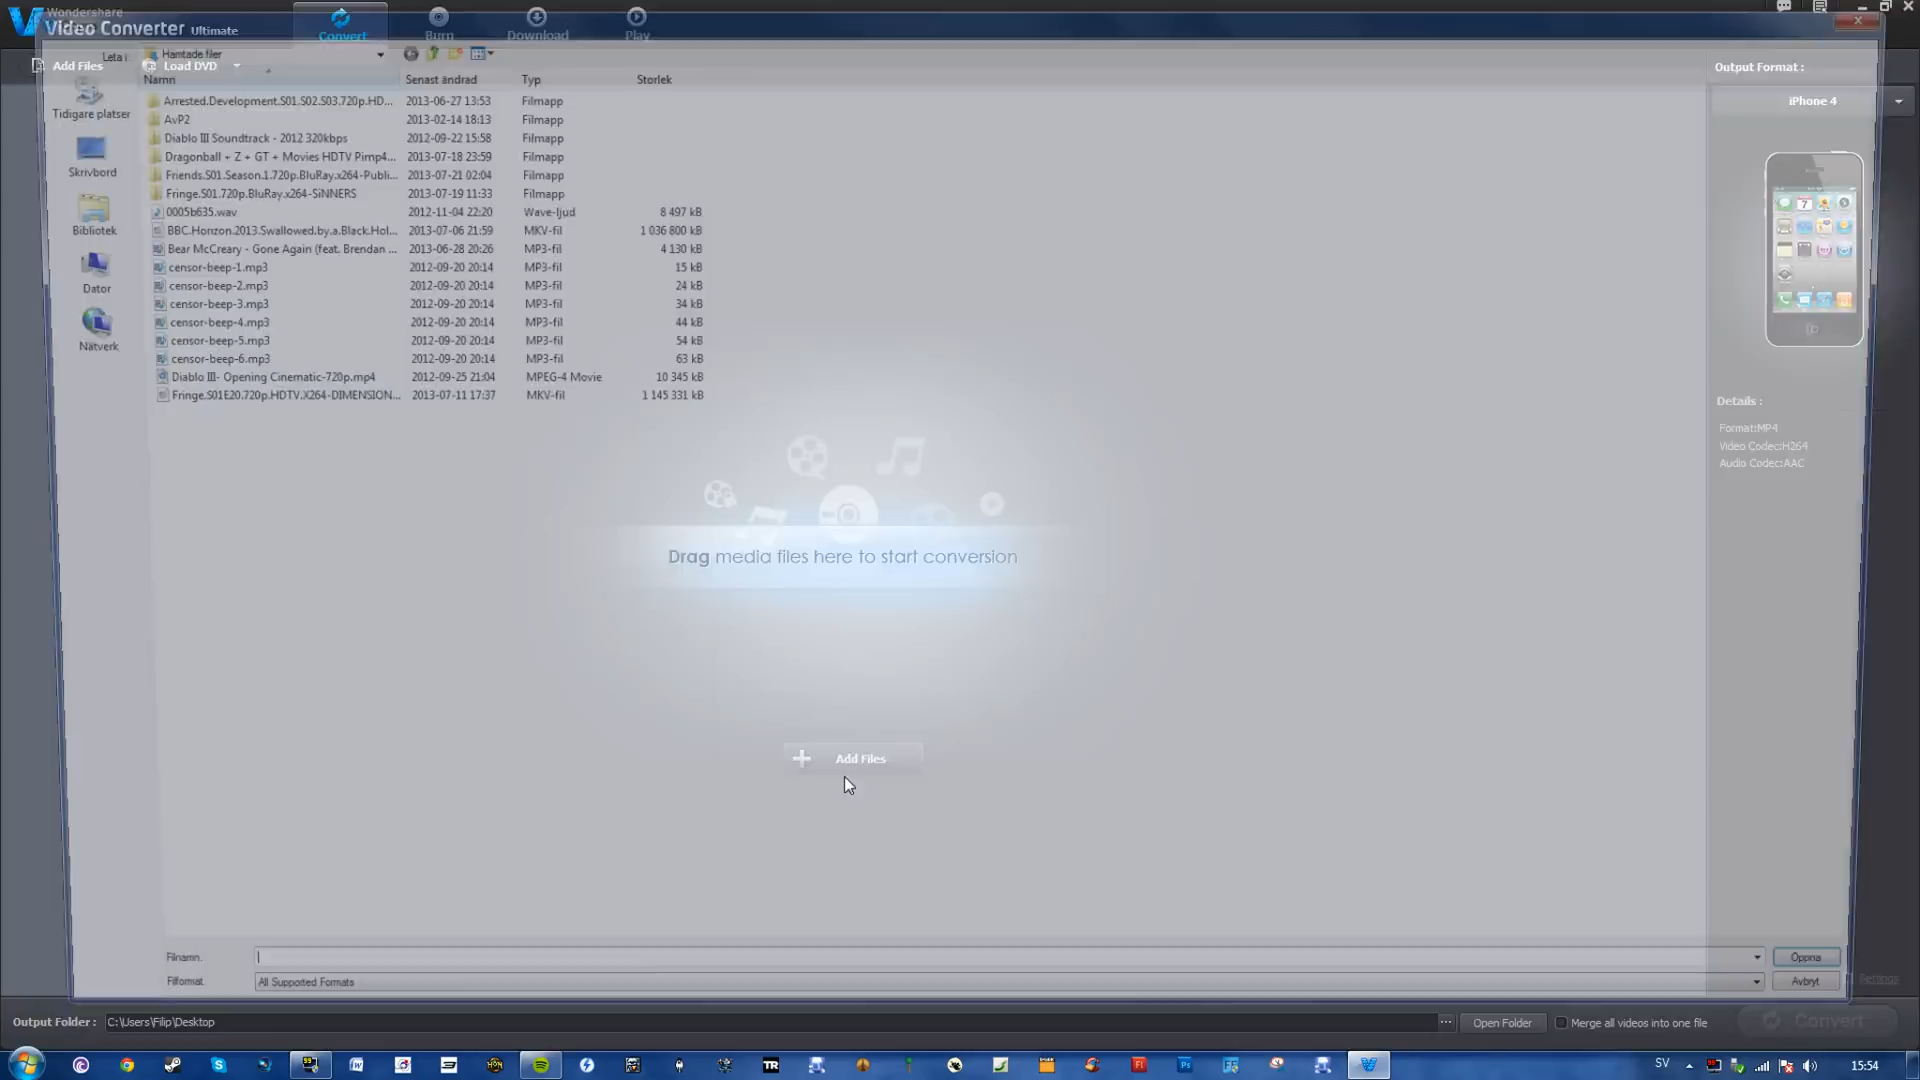 Wondershare
Video Converter Ultimate
Convert
Burn
Download
Play
Add Files
Load DVD
Leta i:
Hämtade filer
Namn
Senast ändrad
Typ
Storlek
Arrested.Development.S01.S02.S03.720p.HD... 2013-06-27 13:53 Filmapp
AvP2 2013-02-14 18:13 Filmapp
Diablo III Soundtrack - 2012 320kbps 2012-09-22 15:58 Filmapp
Dragonball + Z + GT + Movies HDTV Pimp4... 2013-07-18 23:59 Filmapp
Friends.S01.Season.1.720p.BluRay.x264-Publi... 2013-07-21 02:04 Filmapp
Fringe.S01.720p.BluRay.x264-SiNNERS 2013-07-19 11:33 Filmapp
0005b635.wav 2012-11-04 22:20 Wave-ljud 8 497 kB
BBC.Horizon.2013.Swallowed.by.a.Black.Hol... 2013-07-06 21:59 MKV-fil 1 036 800 kB
Bear McCreary - Gone Again (feat. Brendan ... 2013-06-28 20:26 MP3-fil 4 130 kB
censor-beep-1.mp3 2012-09-20 20:14 MP3-fil 15 kB
censor-beep-2.mp3 2012-09-20 20:14 MP3-fil 24 kB
censor-beep-3.mp3 2012-09-20 20:14 MP3-fil 34 kB
censor-beep-4.mp3 2012-09-20 20:14 MP3-fil 44 kB
censor-beep-5.mp3 2012-09-20 20:14 MP3-fil 54 kB
censor-beep-6.mp3 2012-09-20 20:14 MP3-fil 63 kB
Diablo III- Opening Cinematic-720p.mp4 2012-09-25 21:04 MPEG-4 Movie 10 345 kB
Fringe.S01E20.720p.HDTV.X264-DIMENSION... 2013-07-11 17:37 MKV-fil 1 145 331 kB
Tidigare platser
Skrivbord
Bibliotek
Dator
Nätverk
Drag media files here to start conversion
Add Files
Output Format :
iPhone 4
Details :
Format:MP4
Video Codec:H264
Audio Codec:AAC
Filnamn:
Öppna
Filformat:
All Supported Formats
Avbryt
Settings
Output Folder : C:\Users\Filip\Desktop
...
Open Folder
Merge all videos into one file
Convert
SV
15:54